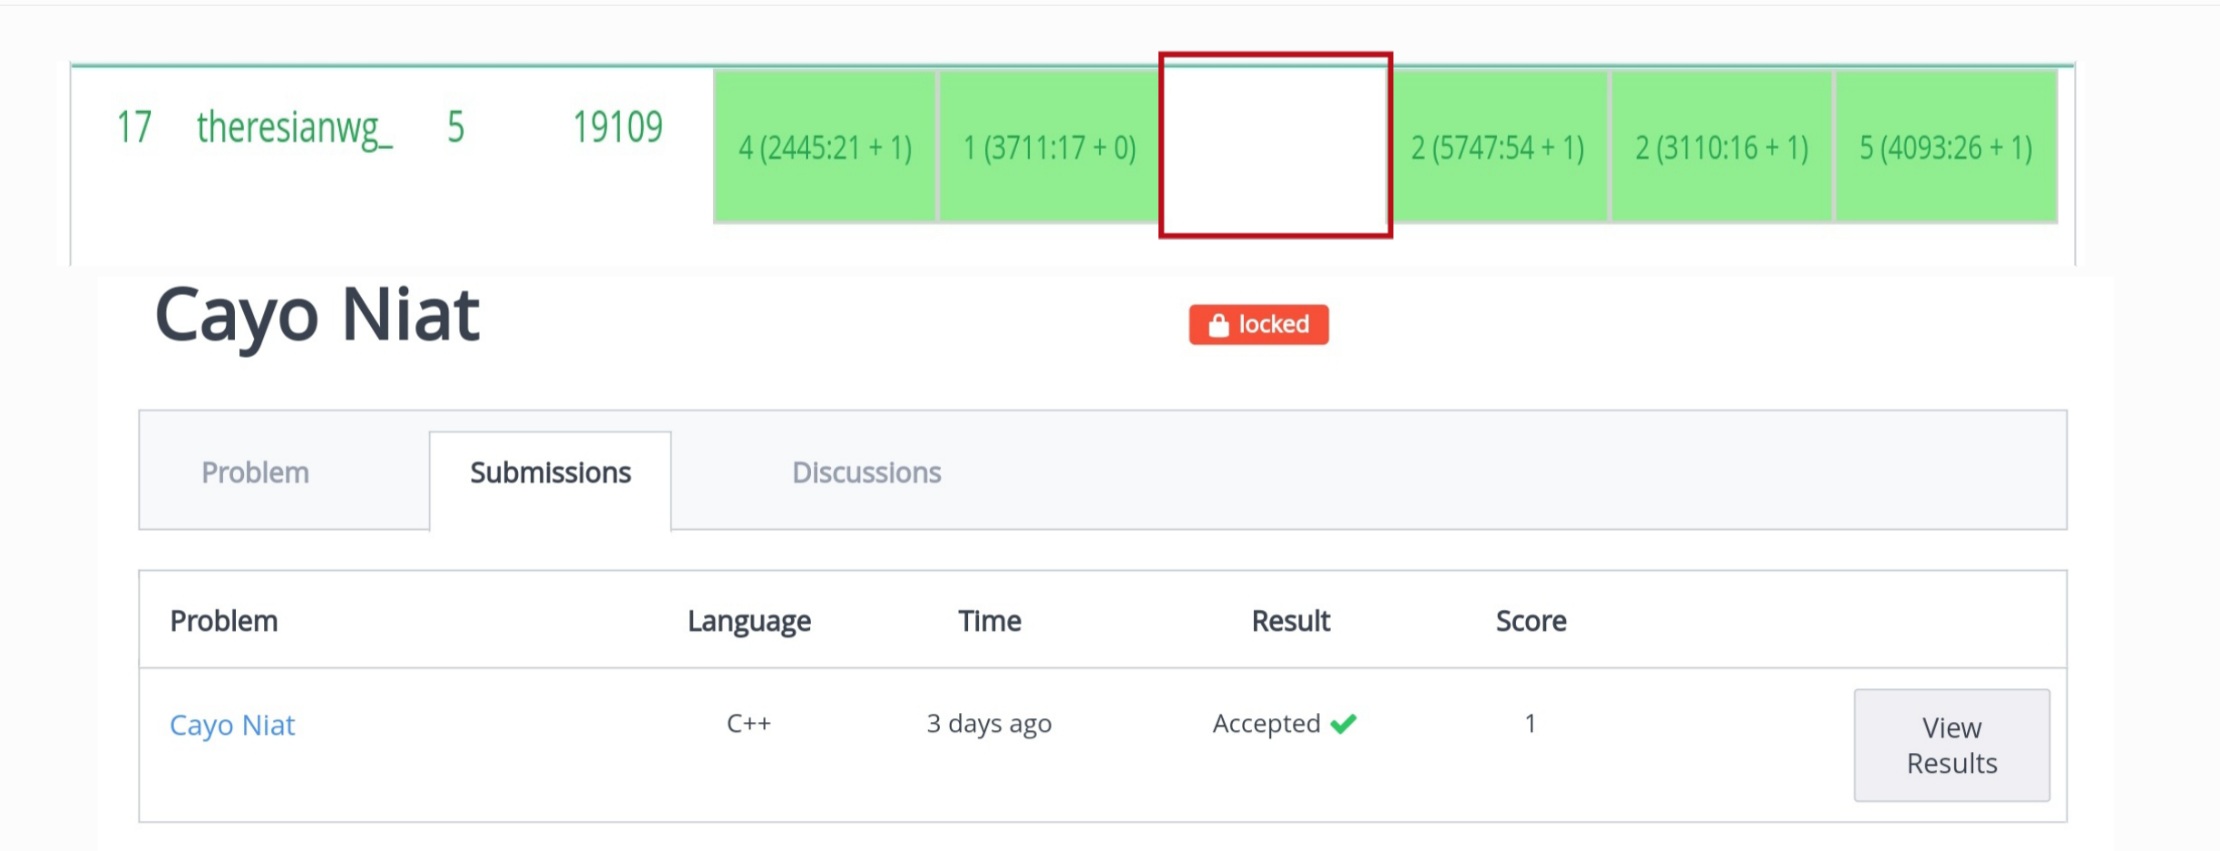 17 theresianwg_ 5 19109 4 (2445:21 + 1) 1 (3711:17 + 0) 2 (5747:54 + 1) 2 (3110:16 + 1) 5 (4093:26 + 1)
Cayo Niat locked
Problem Submissions Discussions
Problem Language Time Result Score
Cayo Niat C++ 3 days ago Accepted 1 View
Results